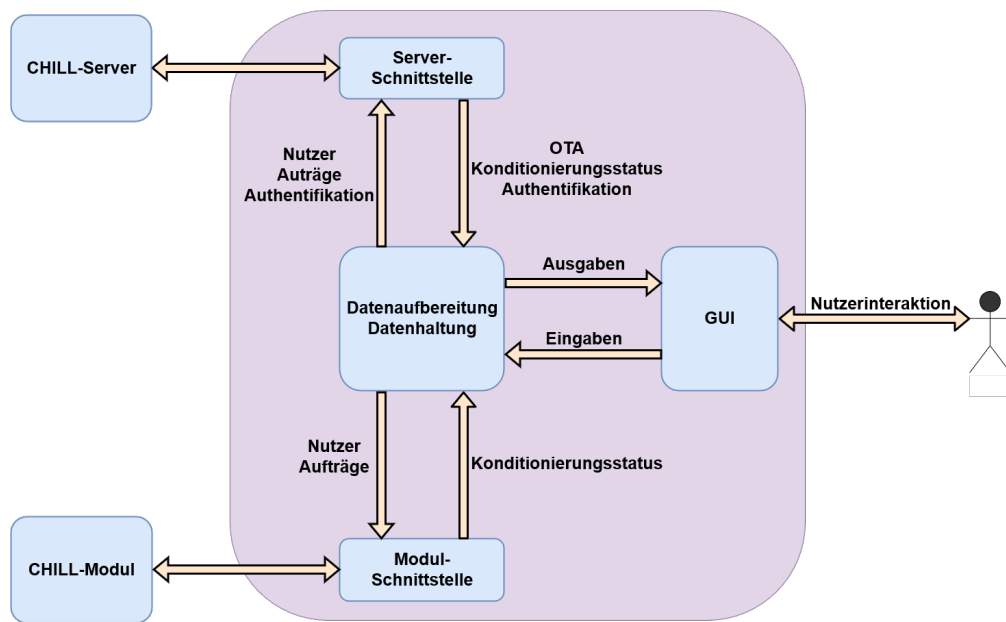 CHILL-Server
Server-
Schnittstelle
Nutzer
Auträge
Authentifikation
OTA
Konditionierungsstatus
Authentifikation
Datenaufbereitung
Datenhaltung
Ausgaben
Eingaben
GUI
Nutzerinteraktion
Nutzer
Aufträge
Konditionierungsstatus
CHILL-Modul
Modul-
Schnittstelle